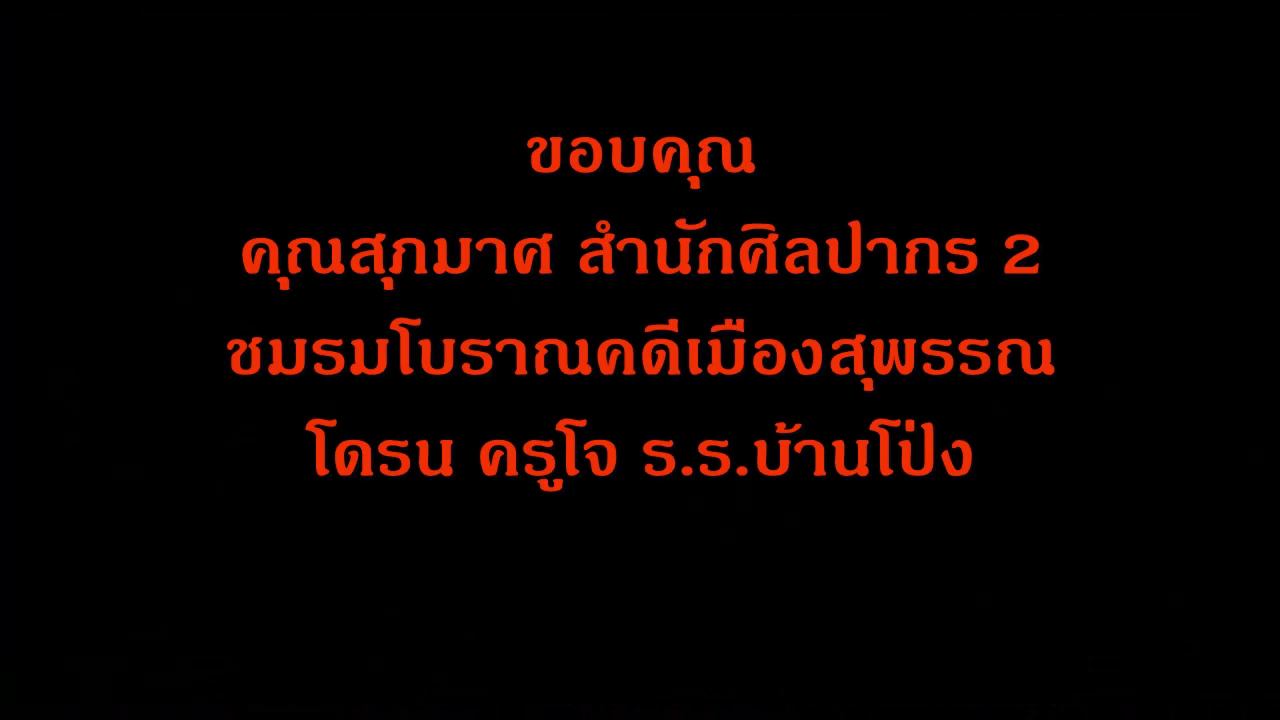 ขอบคุณ
คุณสุภมาศ สำนักศิลปากร 2
ชมรมโบราณคดีเมืองสุพรรณ
โดรน ครูโจ ร.ร.บ้านโป่ง